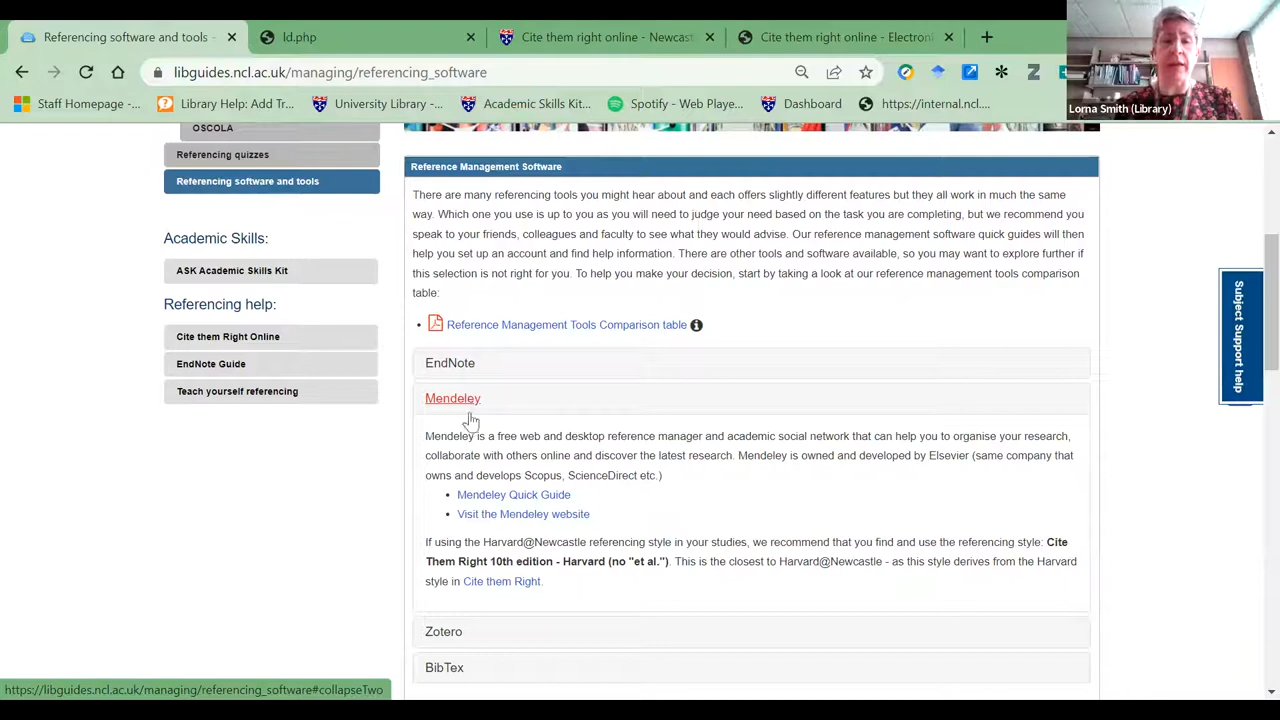 Referencing software and tools -
ld.php
Cite them right online - Newcast
Cite them right online - Electroni
libguides.ncl.ac.uk/managing/referencing_software
Staff Homepage -...
Library Help: Add Tr...
University Library -...
Academic Skills Kit...
Spotify - Web Playe...
Dashboard
https://internal.ncl....
Lorna Smith (Library)
OSCOLA
Referencing quizzes
Referencing software and tools
Academic Skills:
ASK Academic Skills Kit
Referencing help:
Cite them Right Online
EndNote Guide
Teach yourself referencing
Reference Management Software
There are many referencing tools you might hear about and each offers slightly different features but they all work in much the same
way. Which one you use is up to you as you will need to judge your need based on the task you are completing, but we recommend you
speak to your friends, colleagues and faculty to see what they would advise. Our reference management software quick guides will then
help you set up an account and find help information. There are other tools and software available, so you may want to explore further if
this selection is not right for you. To help you make your decision, start by taking a look at our reference management tools comparison
table:
• Reference Management Tools Comparison table
EndNote
Mendeley
Mendeley is a free web and desktop reference manager and academic social network that can help you to organise your research,
collaborate with others online and discover the latest research. Mendeley is owned and developed by Elsevier (same company that
owns and develops Scopus, ScienceDirect etc.)
• Mendeley Quick Guide
• Visit the Mendeley website
If using the Harvard@Newcastle referencing style in your studies, we recommend that you find and use the referencing style: Cite
Them Right 10th edition - Harvard (no "et al."). This is the closest to Harvard@Newcastle - as this style derives from the Harvard
style in Cite them Right.
Zotero
BibTex
Subject Support help
https://libguides.ncl.ac.uk/managing/referencing_software#collapseTwo